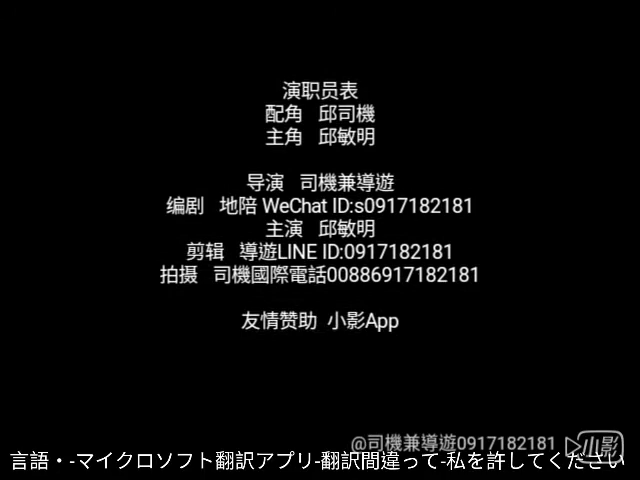 演职员表
配角 邱司機
主角 邱敏明
导演 司機兼導遊
编剧 地陪 WeChat ID:s0917182181
主演 邱敏明
剪辑 導遊LINE ID:0917182181
拍摄 司機國際電話00886917182181
友情赞助 小影App
@司機兼導遊0917182181 小影
言語・-マイクロソフト翻訳アプリ-翻訳間違って-私を許してください